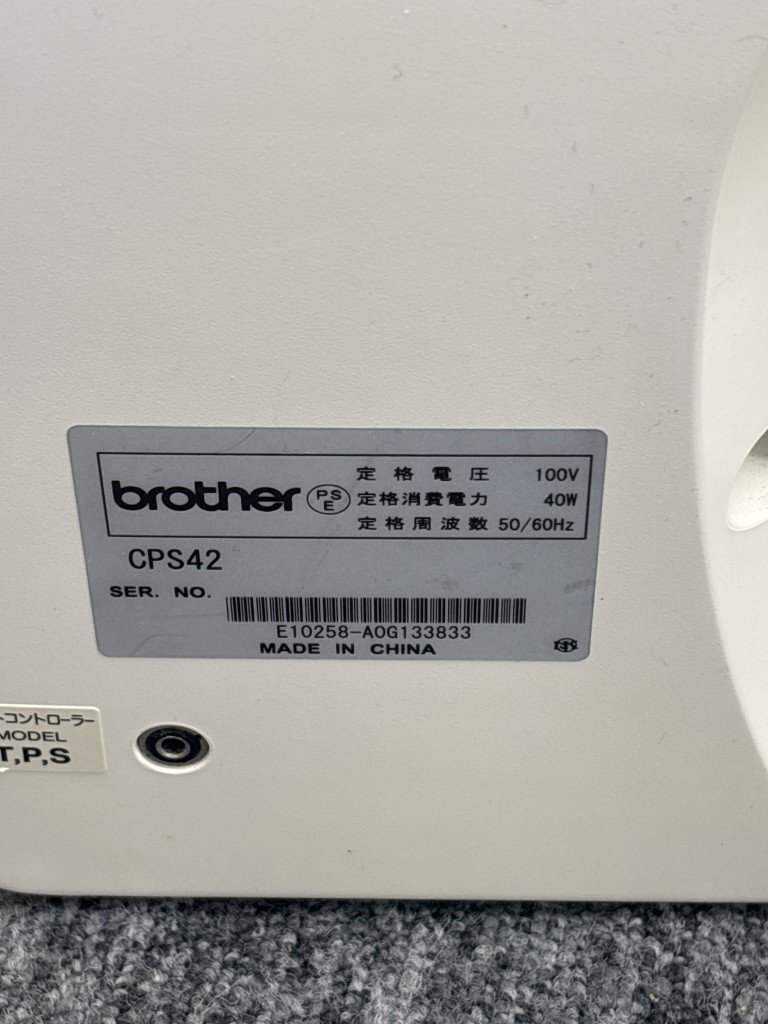 brother
PS
E
定格電圧 100V
定格消費電力 40W
定格周波数 50/60Hz
CPS42
SER. NO.
E10258-A0G133833
MADE IN CHINA
トコントローラー
MODEL
T,P,S